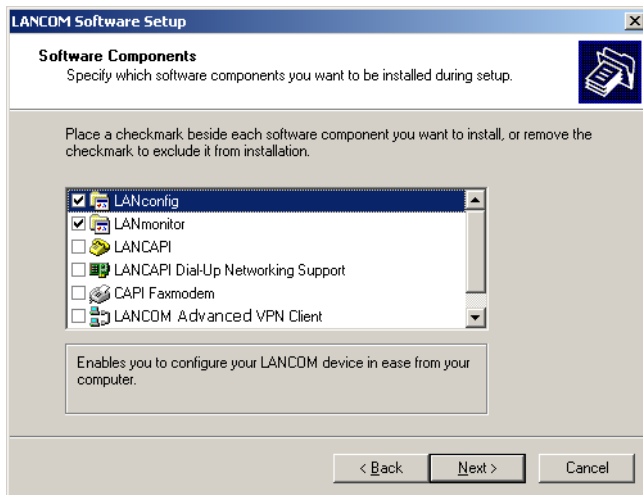 LANCOM Software Setup
Software Components
Specify which software components you want to be installed during setup.
Place a checkmark beside each software component you want to install, or remove the
checkmark to exclude it from installation.
LANconfig
LANmonitor
LANCAPI
LANCAPI Dial-Up Networking Support
CAPI Faxmodem
LANCOM Advanced VPN Client
Enables you to configure your LANCOM device in ease from your
computer.
< Back
Next >
Cancel